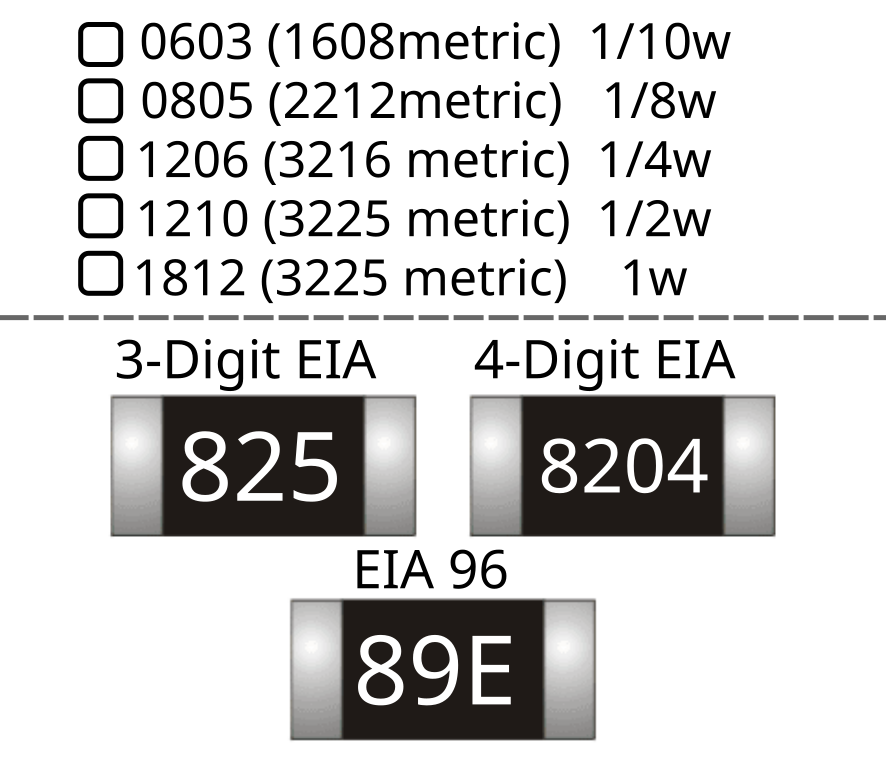 0603 (1608metric) 1/10w
0805 (2212metric) 1/8w
1206 (3216 metric) 1/4w
1210 (3225 metric) 1/2w
1812 (3225 metric) 1w
3-Digit EIA 4-Digit EIA
825 8204
EIA 96
89E